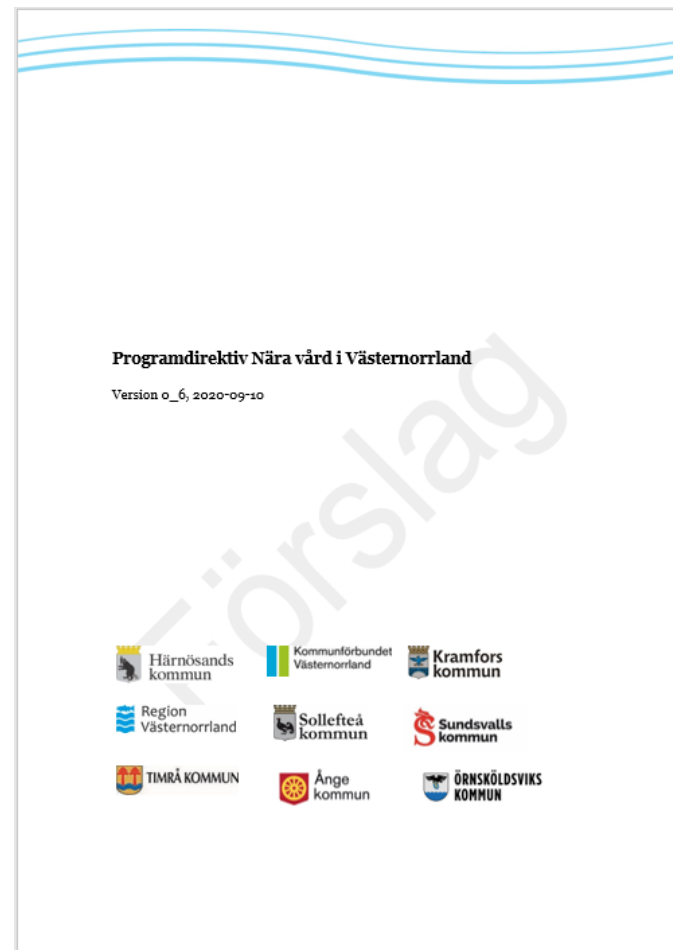 Programdirektiv Nära vård i Västernorrland
Version 0_6, 2020-09-10
Förslag
Härnösands
kommun
Kommunförbundet
Västernorrland
Kramfors
kommun
Region
Västernorrland
Sollefteå
kommun
Sundsvalls
kommun
TIMRÅ KOMMUN
Ånge
kommun
ÖRNSKÖLDSVIKS
KOMMUN